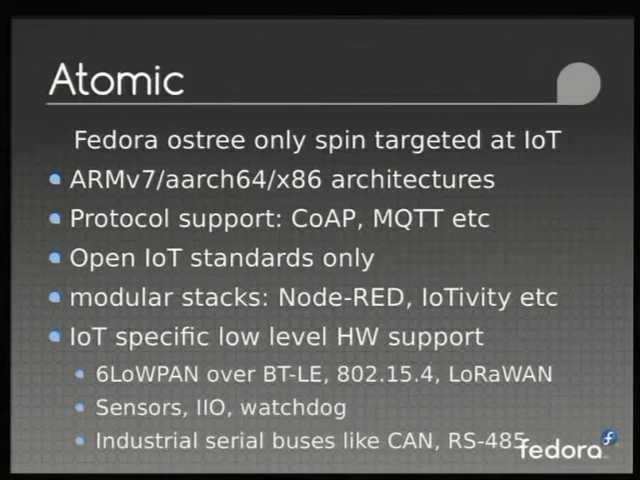 Atomic
Fedora ostree only spin targeted at IoT
ARMv7/aarch64/x86 architectures
Protocol support: CoAP, MQTT etc
Open IoT standards only
modular stacks: Node-RED, IoTivity etc
IoT specific low level HW support
6LoWPAN over BT-LE, 802.15.4, LoRaWAN
Sensors, IIO, watchdog
Industrial serial buses like CAN, RS-485
fedora